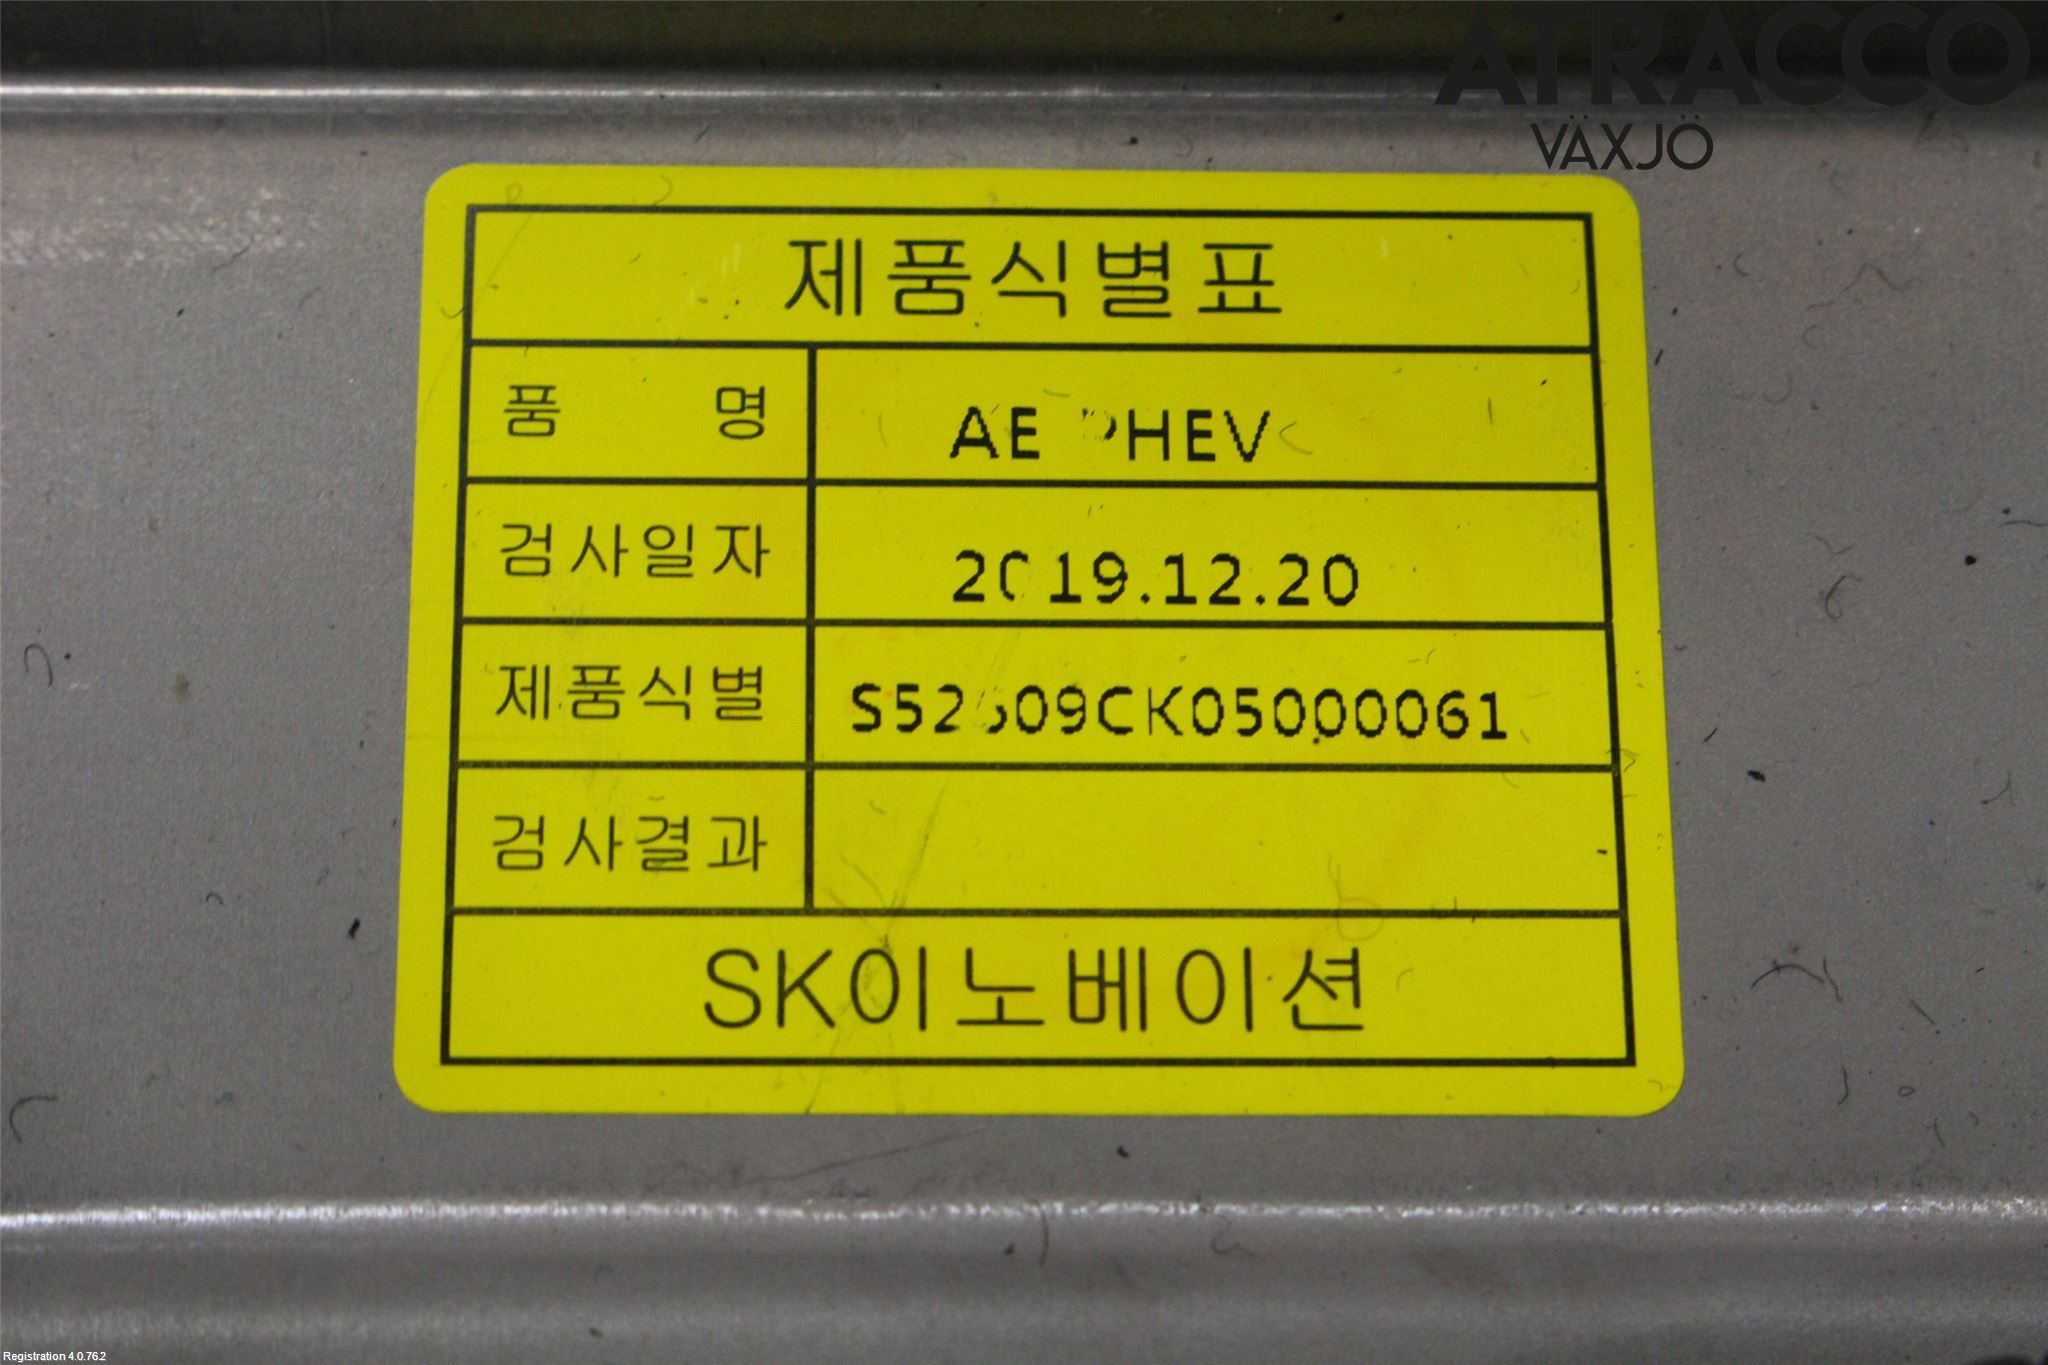 ATRACCO
VÄXJÖ
제품식별표
품 명 AE PHEV
검사일자 2019.12.20
제품식별
검사결과
SK이노베이션
Registration 4.0.76.2